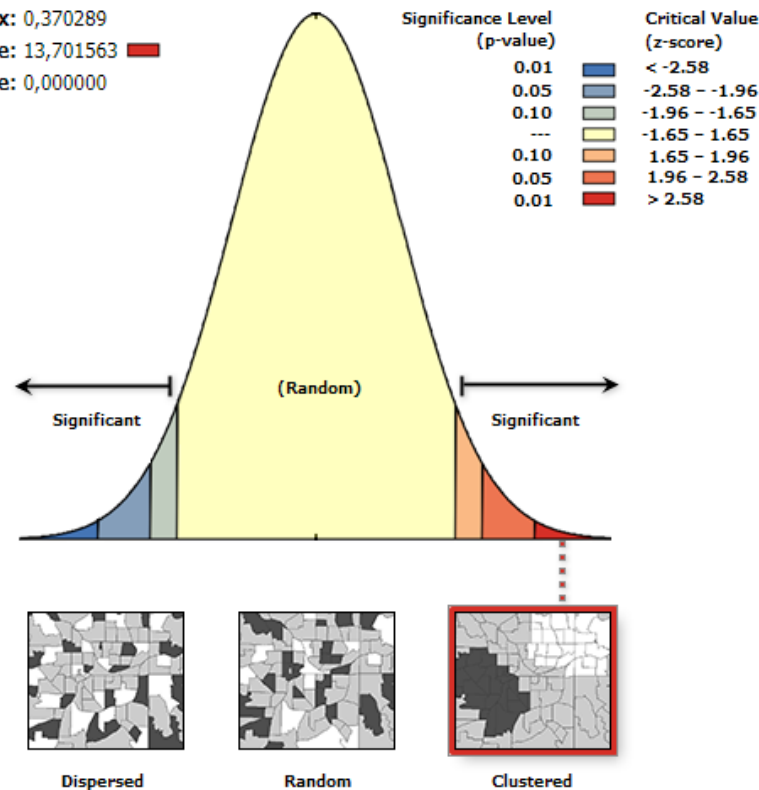 x: 0,370289
e: 13,701563
e: 0,000000
Significance Level
(p-value)
Critical Value
(z-score)
0.01 < -2.58
0.05 -2.58 – -1.96
0.10 -1.96 – -1.65
--- -1.65 – 1.65
0.10 1.65 – 1.96
0.05 1.96 – 2.58
0.01 > 2.58
(Random)
Significant
Significant
Dispersed
Random
Clustered